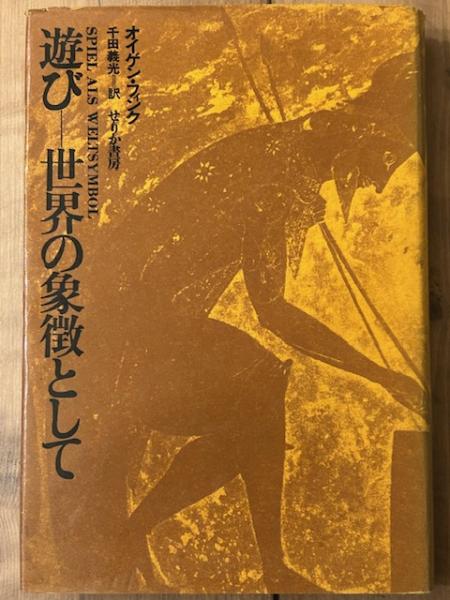 オイゲン・フィンク
千田義光=訳 せりか書房
SPIEL ALS WELTSYMBOL
遊び―世界の象徴として